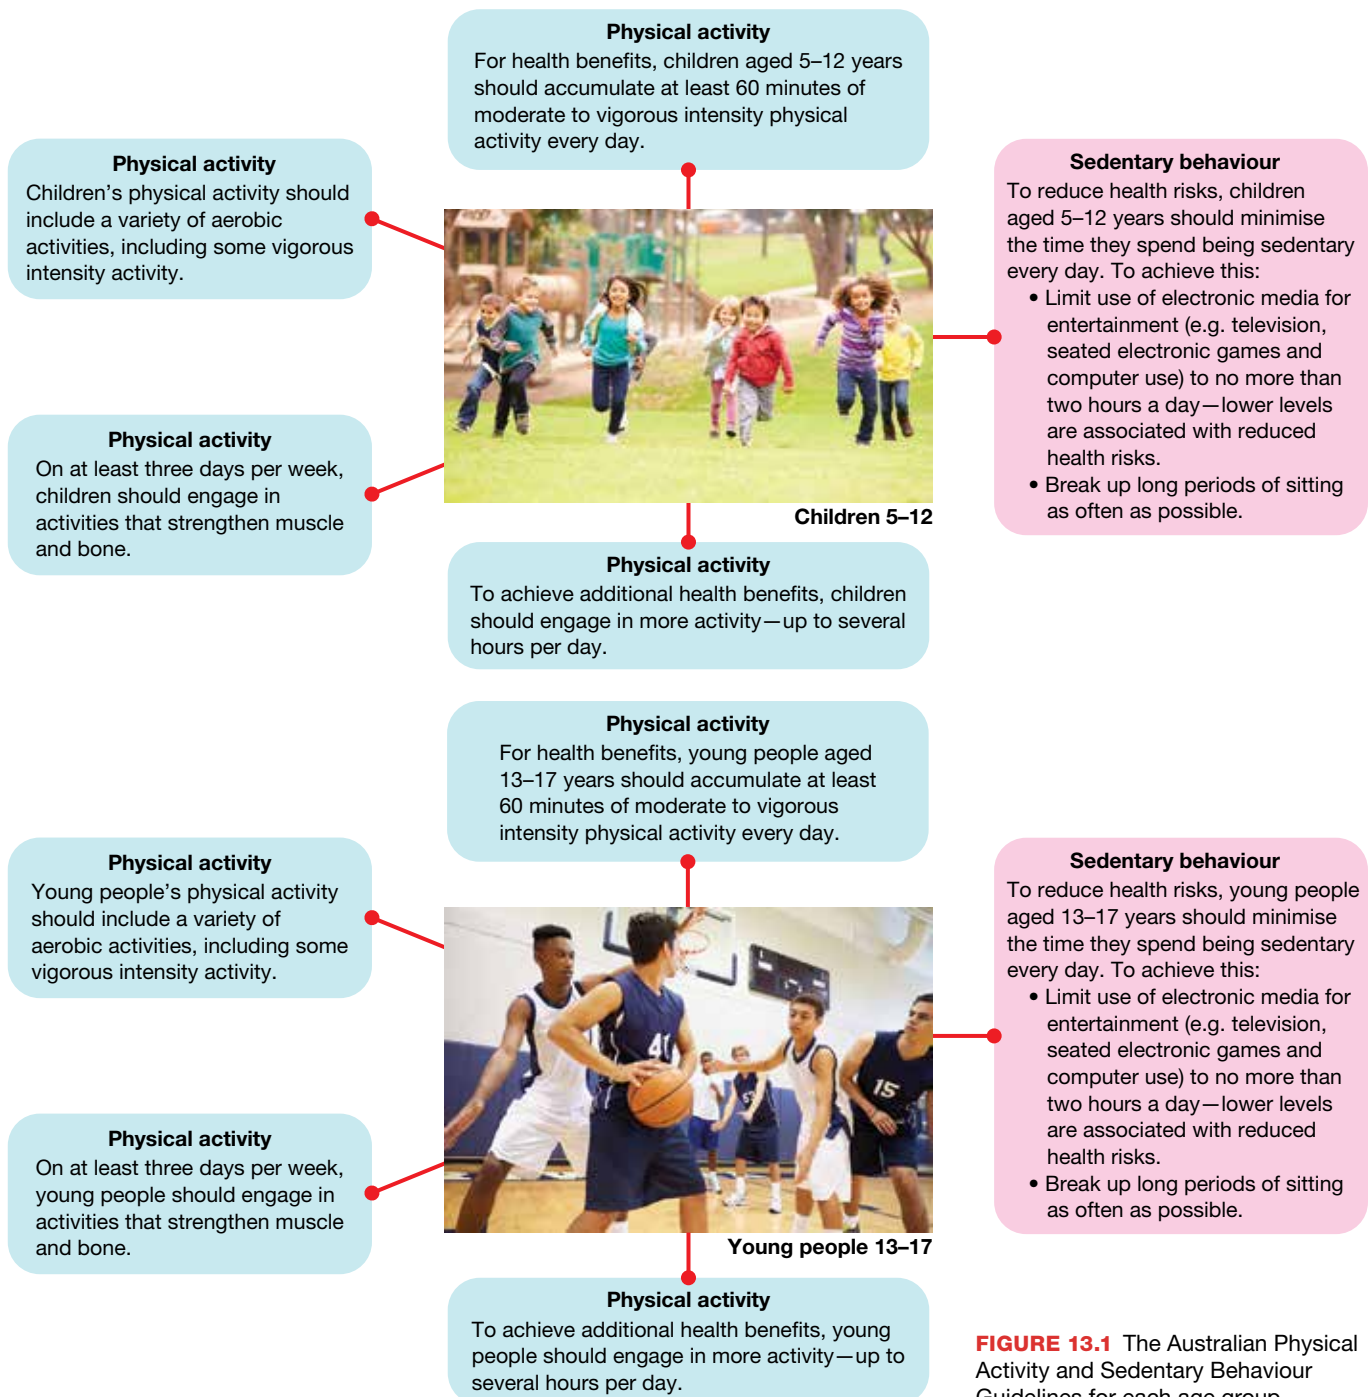 Physical activity
For health benefits, children aged 5–12 years
should accumulate at least 60 minutes of
moderate to vigorous intensity physical
activity every day.
Physical activity
Children's physical activity should
include a variety of aerobic
activities, including some vigorous
intensity activity.
Sedentary behaviour
To reduce health risks, children
aged 5–12 years should minimise
the time they spend being sedentary
every day. To achieve this:
• Limit use of electronic media for
entertainment (e.g. television,
seated electronic games and
computer use) to no more than
two hours a day—lower levels
are associated with reduced
health risks.
• Break up long periods of sitting
as often as possible.
Physical activity
On at least three days per week,
children should engage in
activities that strengthen muscle
and bone.
Children 5–12
Physical activity
To achieve additional health benefits, children
should engage in more activity—up to several
hours per day.
Physical activity
For health benefits, young people aged
13–17 years should accumulate at least
60 minutes of moderate to vigorous
intensity physical activity every day.
Physical activity
Young people's physical activity
should include a variety of
aerobic activities, including some
vigorous intensity activity.
Sedentary behaviour
To reduce health risks, young people
aged 13–17 years should minimise
the time they spend being sedentary
every day. To achieve this:
• Limit use of electronic media for
entertainment (e.g. television,
seated electronic games and
computer use) to no more than
two hours a day—lower levels
are associated with reduced
health risks.
• Break up long periods of sitting
as often as possible.
15
Physical activity
On at least three days per week,
young people should engage in
activities that strengthen muscle
and bone.
Young people 13–17
Physical activity
To achieve additional health benefits, young
people should engage in more activity—up to
several hours per day.
FIGURE 13.1 The Australian Physical
Activity and Sedentary Behaviour
Guidelines for each age group